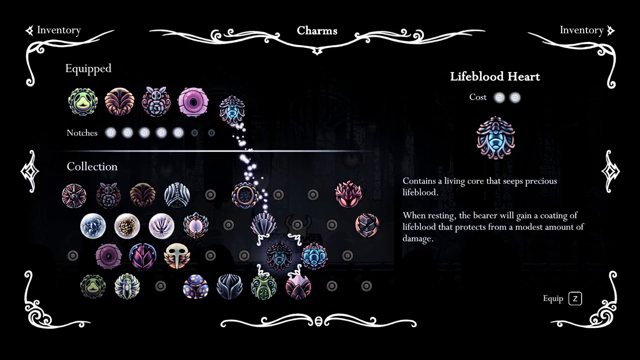 Inventory
Charms
Inventory
Equipped
Notches
Collection
Lifeblood Heart
Cost
Contains a living core that seeps precious
lifeblood.
When resting, the bearer will gain a coating of
lifeblood that protects from a modest amount of
damage.
Equip Z